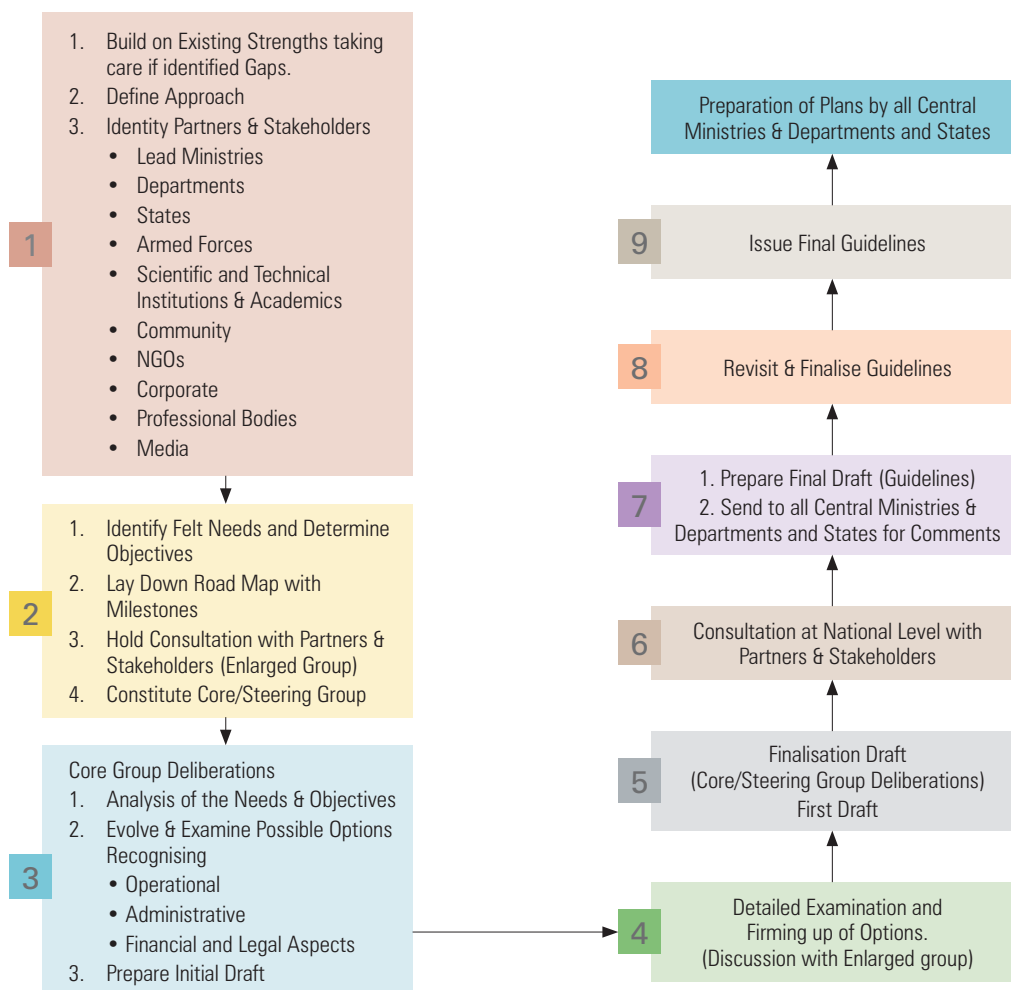 1
1. Build on Existing Strengths taking
care if identified Gaps.
2. Define Approach
3. Identity Partners & Stakeholders
• Lead Ministries
• Departments
• States
• Armed Forces
• Scientific and Technical
Institutions & Academics
• Community
• NGOs
• Corporate
• Professional Bodies
• Media
2
1. Identify Felt Needs and Determine
Objectives
2. Lay Down Road Map with
Milestones
3. Hold Consultation with Partners &
Stakeholders (Enlarged Group)
4. Constitute Core/Steering Group
3
Core Group Deliberations
1. Analysis of the Needs & Objectives
2. Evolve & Examine Possible Options
Recognising
• Operational
• Administrative
• Financial and Legal Aspects
3. Prepare Initial Draft
4
Detailed Examination and
Firming up of Options.
(Discussion with Enlarged group)
5
Finalisation Draft
(Core/Steering Group Deliberations)
First Draft
6
Consultation at National Level with
Partners & Stakeholders
7
1. Prepare Final Draft (Guidelines)
2. Send to all Central Ministries &
Departments and States for Comments
8
Revisit & Finalise Guidelines
9
Issue Final Guidelines
Preparation of Plans by all Central
Ministries & Departments and States